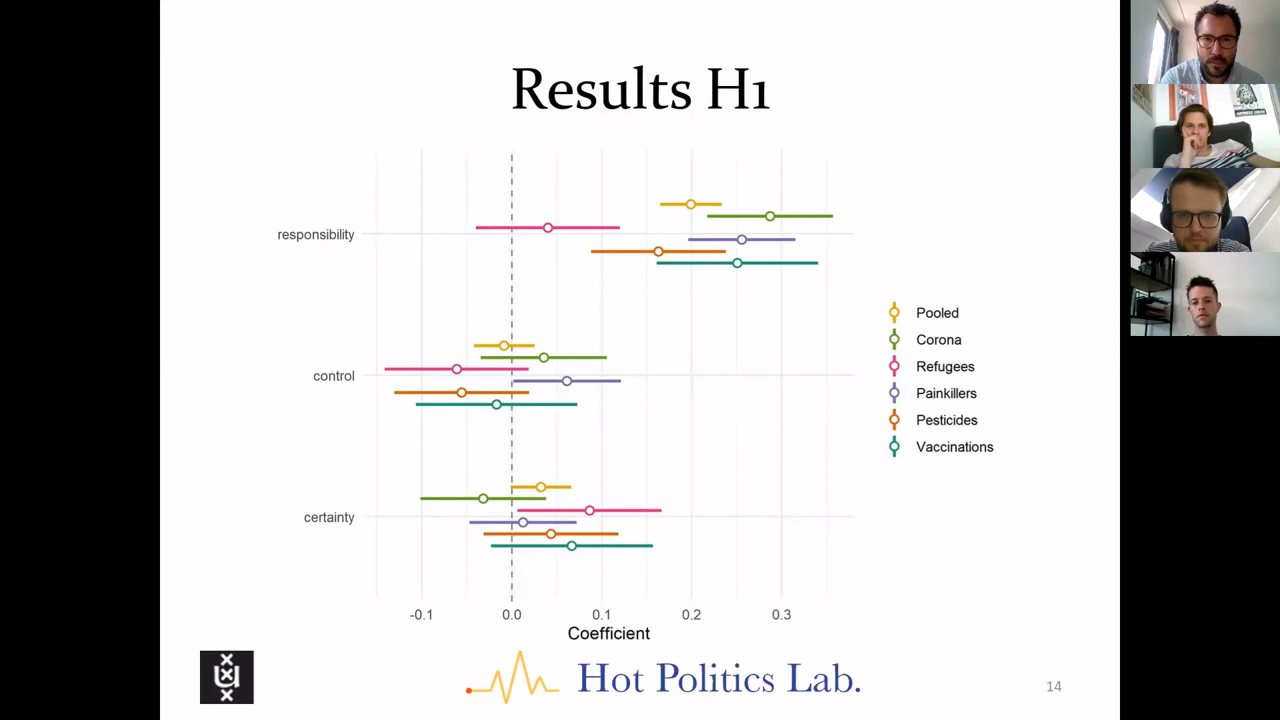 Results H1
responsibility
control
certainty
Pooled
Corona
Refugees
Painkillers
Pesticides
Vaccinations
-0.1 0.0 0.1 0.2 0.3
Coefficient
Hot Politics Lab.
14